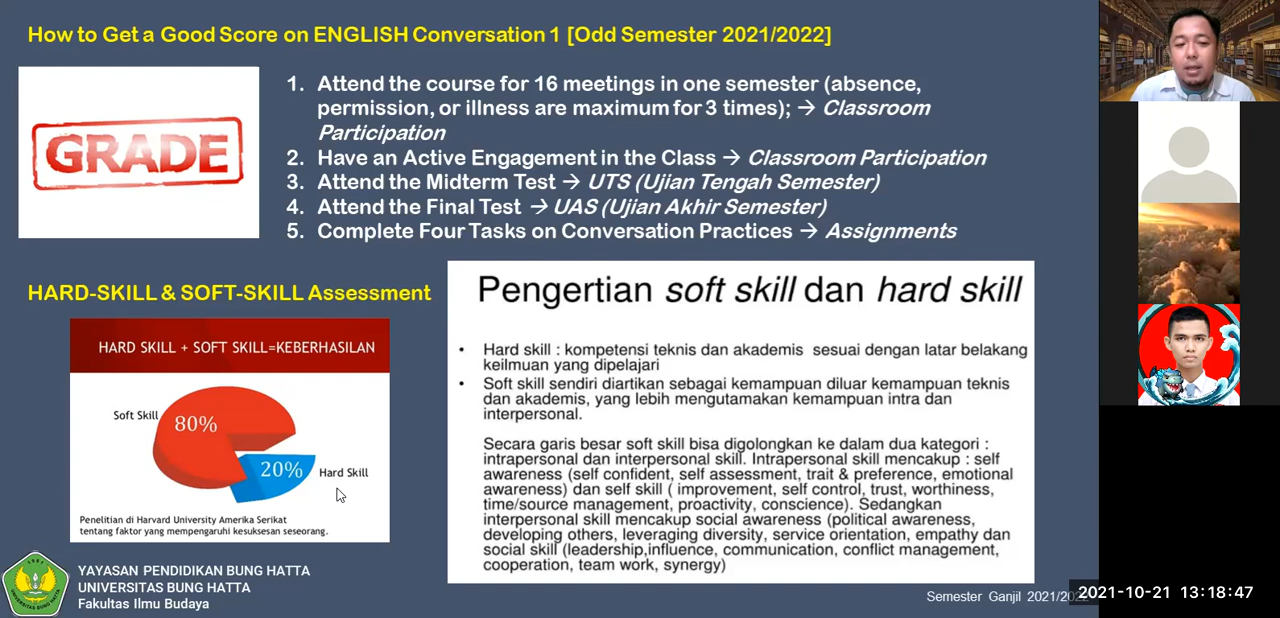 How to Get a Good Score on ENGLISH Conversation 1 [Odd Semester 2021/2022]
GRADE
1. Attend the course for 16 meetings in one semester (absence,
permission, or illness are maximum for 3 times); → Classroom
Participation
2. Have an Active Engagement in the Class → Classroom Participation
3. Attend the Midterm Test → UTS (Ujian Tengah Semester)
4. Attend the Final Test → UAS (Ujian Akhir Semester)
5. Complete Four Tasks on Conversation Practices → Assignments
HARD-SKILL & SOFT-SKILL Assessment
HARD SKILL + SOFT SKILL=KEBERHASILAN
Soft Skill
80%
20%
Hard Skill
Penelitian di Harvard University Amerika Serikat
tentang faktor yang mempengaruhi kesuksesan seseorang.
Pengertian soft skill dan hard skill
• Hard skill : kompetensi teknis dan akademis sesuai dengan latar belakang
keilmuan yang dipelajari
• Soft skill sendiri diartikan sebagai kemampuan diluar kemampuan teknis
dan akademis, yang lebih mengutamakan kemampuan intra dan
interpersonal.
Secara garis besar soft skill bisa digolongkan ke dalam dua kategori :
intrapersonal dan interpersonal skill. Intrapersonal skill mencakup : self
awareness (self confident, self assessment, trait & preference, emotional
awareness) dan self skill ( improvement, self control, trust, worthiness,
time/source management, proactivity, conscience). Sedangkan
interpersonal skill mencakup social awareness (political awareness,
developing others, leveraging diversity, service orientation, empathy dan
social skill (leadership,influence, communication, conflict management,
cooperation, team work, synergy)
YAYASAN PENDIDIKAN BUNG HATTA
UNIVERSITAS BUNG HATTA
Fakultas Ilmu Budaya
Semester Ganjil 2021/2022
2021-10-21 13:18:47